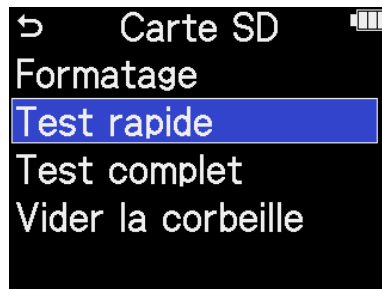 Carte SD
Formatage
Test rapide
Test complet
Vider la corbeille